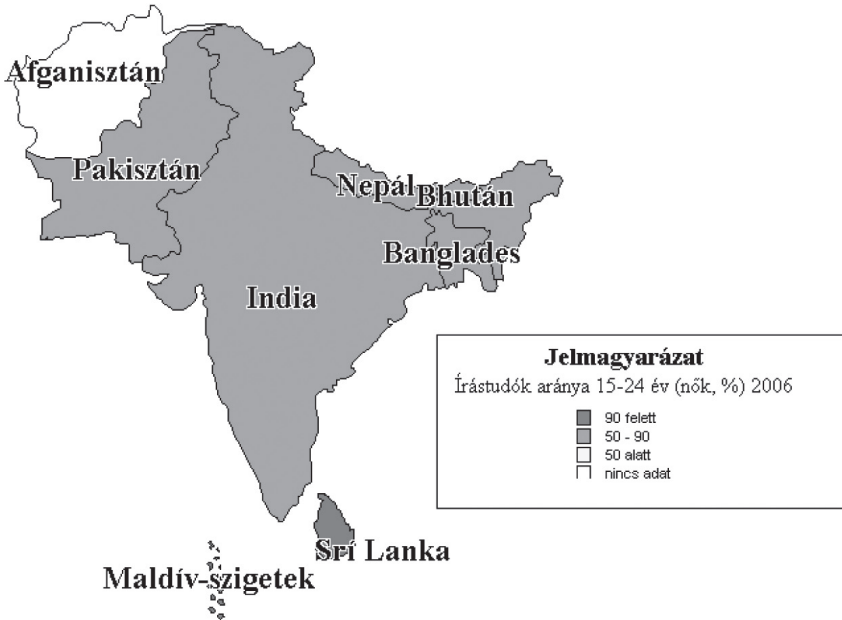 Afganisztán
Pakisztán
Nepál
Bhután
Banglades
India
Srí Lanka
Maldív-szigetek
Jelmagyarázat
Írástudók aránya 15-24 év (nők, %) 2006
90 felett
50 - 90
50 alatt
nincs adat